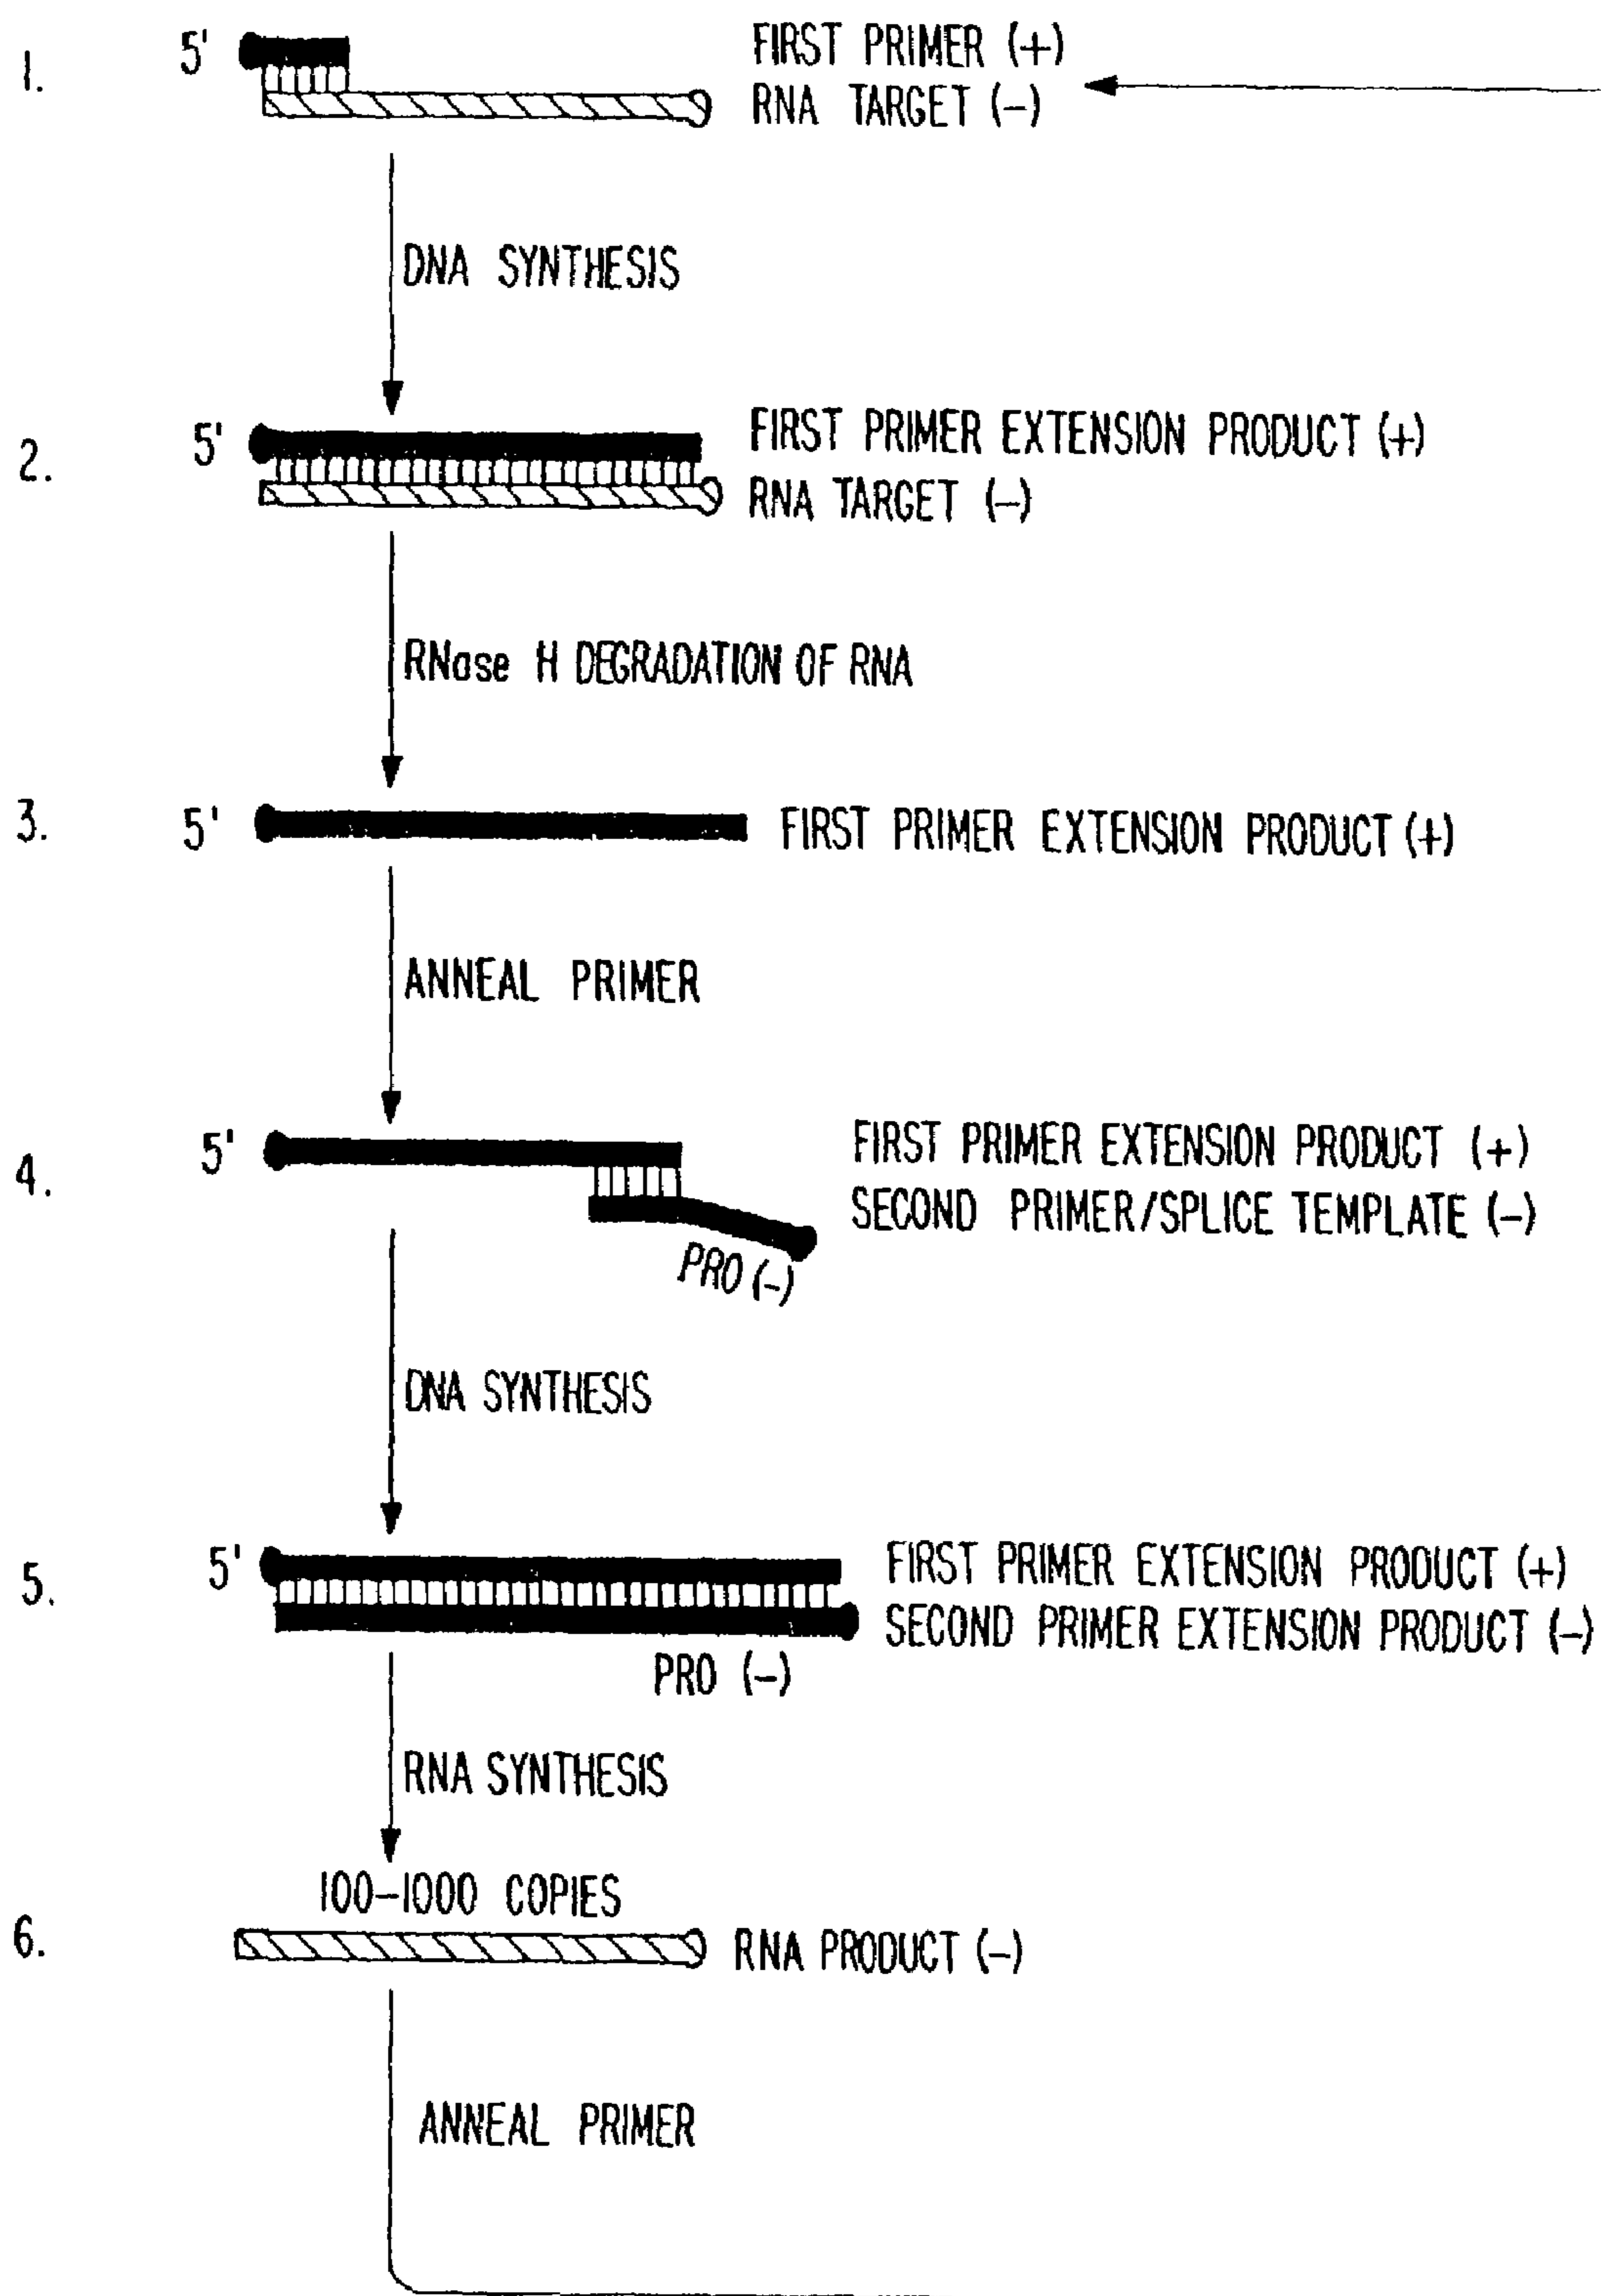 1.
5'
FIRST PRIMER (+)
RNA TARGET (-)
DNA SYNTHESIS
2.
5'
FIRST PRIMER EXTENSION PRODUCT (+)
RNA TARGET (-)
RNase H DEGRADATION OF RNA
3.
5'
FIRST PRIMER EXTENSION PRODUCT (+)
ANNEAL PRIMER
4.
5'
FIRST PRIMER EXTENSION PRODUCT (+)
SECOND PRIMER/SPLICE TEMPLATE (-)
PRO (-)
DNA SYNTHESIS
5.
5'
FIRST PRIMER EXTENSION PRODUCT (+)
SECOND PRIMER EXTENSION PRODUCT (-)
PRO (-)
RNA SYNTHESIS
100-1000 COPIES
6.
RNA PRODUCT (-)
ANNEAL PRIMER